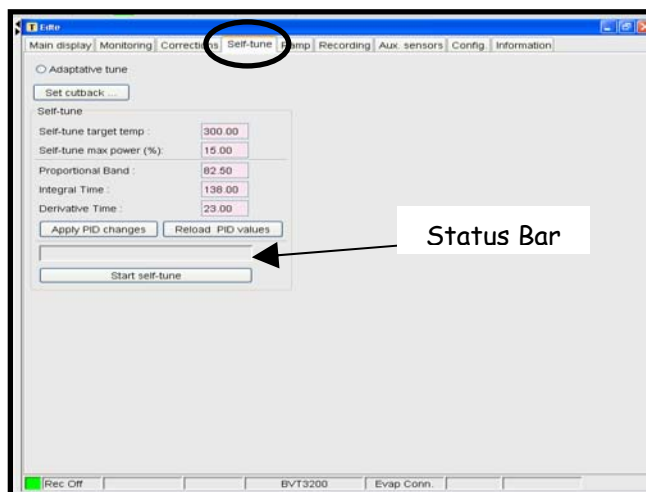 Edte
Main display Monitoring Corrections Self-tune Ramp Recording Aux. sensors Config. Information
Adaptative tune
Set cutback ...
Self-tune
Self-tune target temp : 300.00
Self-tune max power (%): 15.00
Proportional Band : 82.50
Integral Time : 138.00
Derivative Time : 23.00
Apply PID changes Reload PID values
Status Bar
Start self-tune
Rec Off BVT3200 Evap Conn.